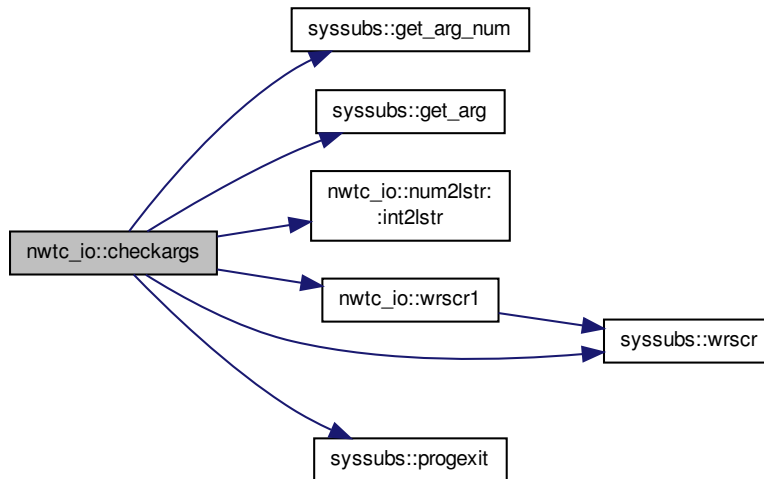 syssubs::get_arg_num
syssubs::get_arg
nwtc_io::num2lstr:
:int2lstr
nwtc_io::checkargs
nwtc_io::wrscr1
syssubs::wrscr
syssubs::progexit